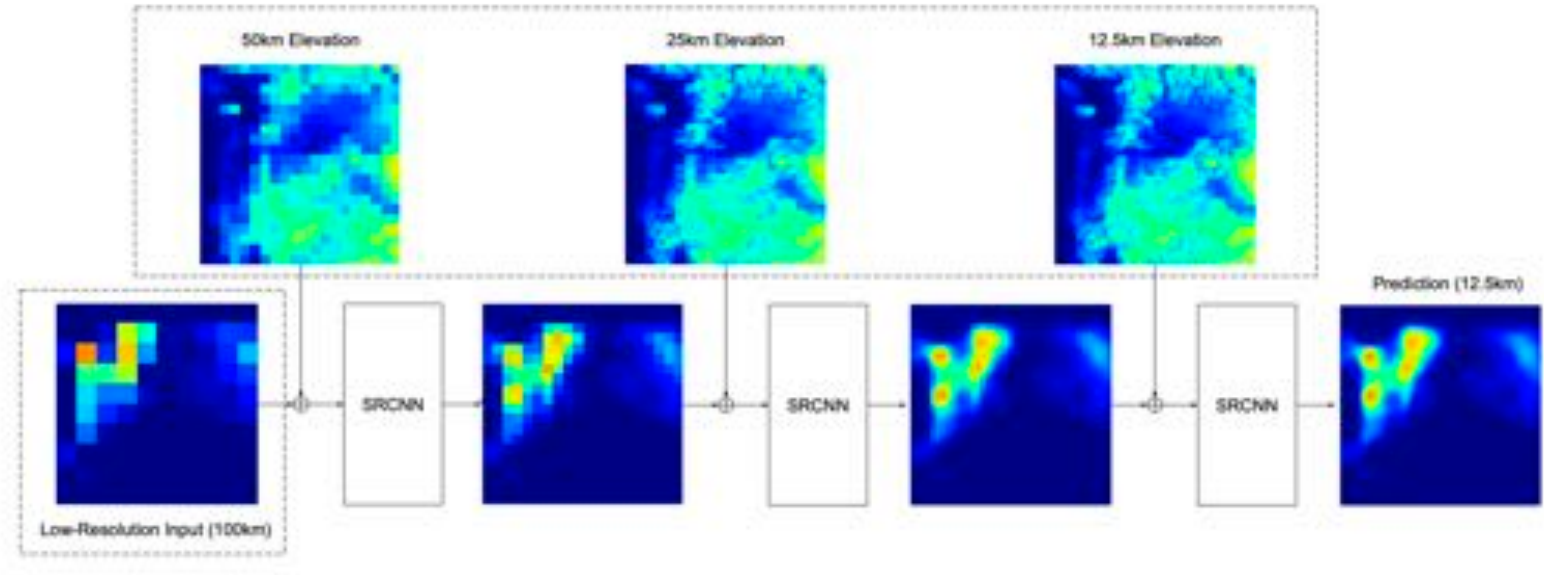 50km Elevation
25km Elevation
12.5km Elevation
Prediction (12.5km)
SRCNN
SRCNN
SRCNN
Low-Resolution Input (100km)